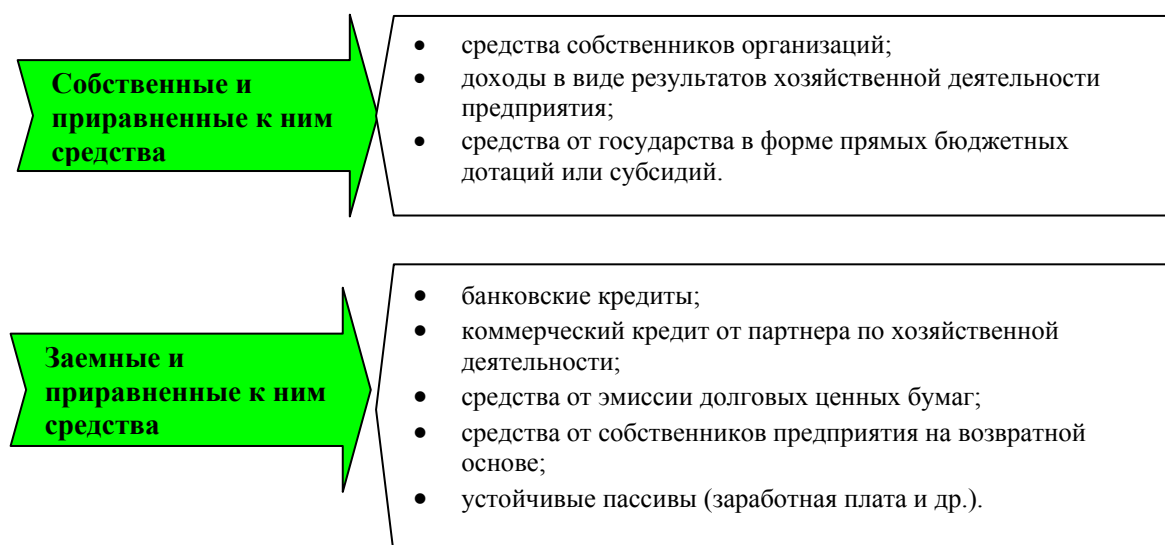 Собственные и
приравненные к ним
средства
• средства собственников организаций;
• доходы в виде результатов хозяйственной деятельности
предприятия;
• средства от государства в форме прямых бюджетных
дотаций или субсидий.
Заемные и
приравненные к ним
средства
• банковские кредиты;
• коммерческий кредит от партнера по хозяйственной
деятельности;
• средства от эмиссии долговых ценных бумаг;
• средства от собственников предприятия на возвратной
основе;
• устойчивые пассивы (заработная плата и др.).